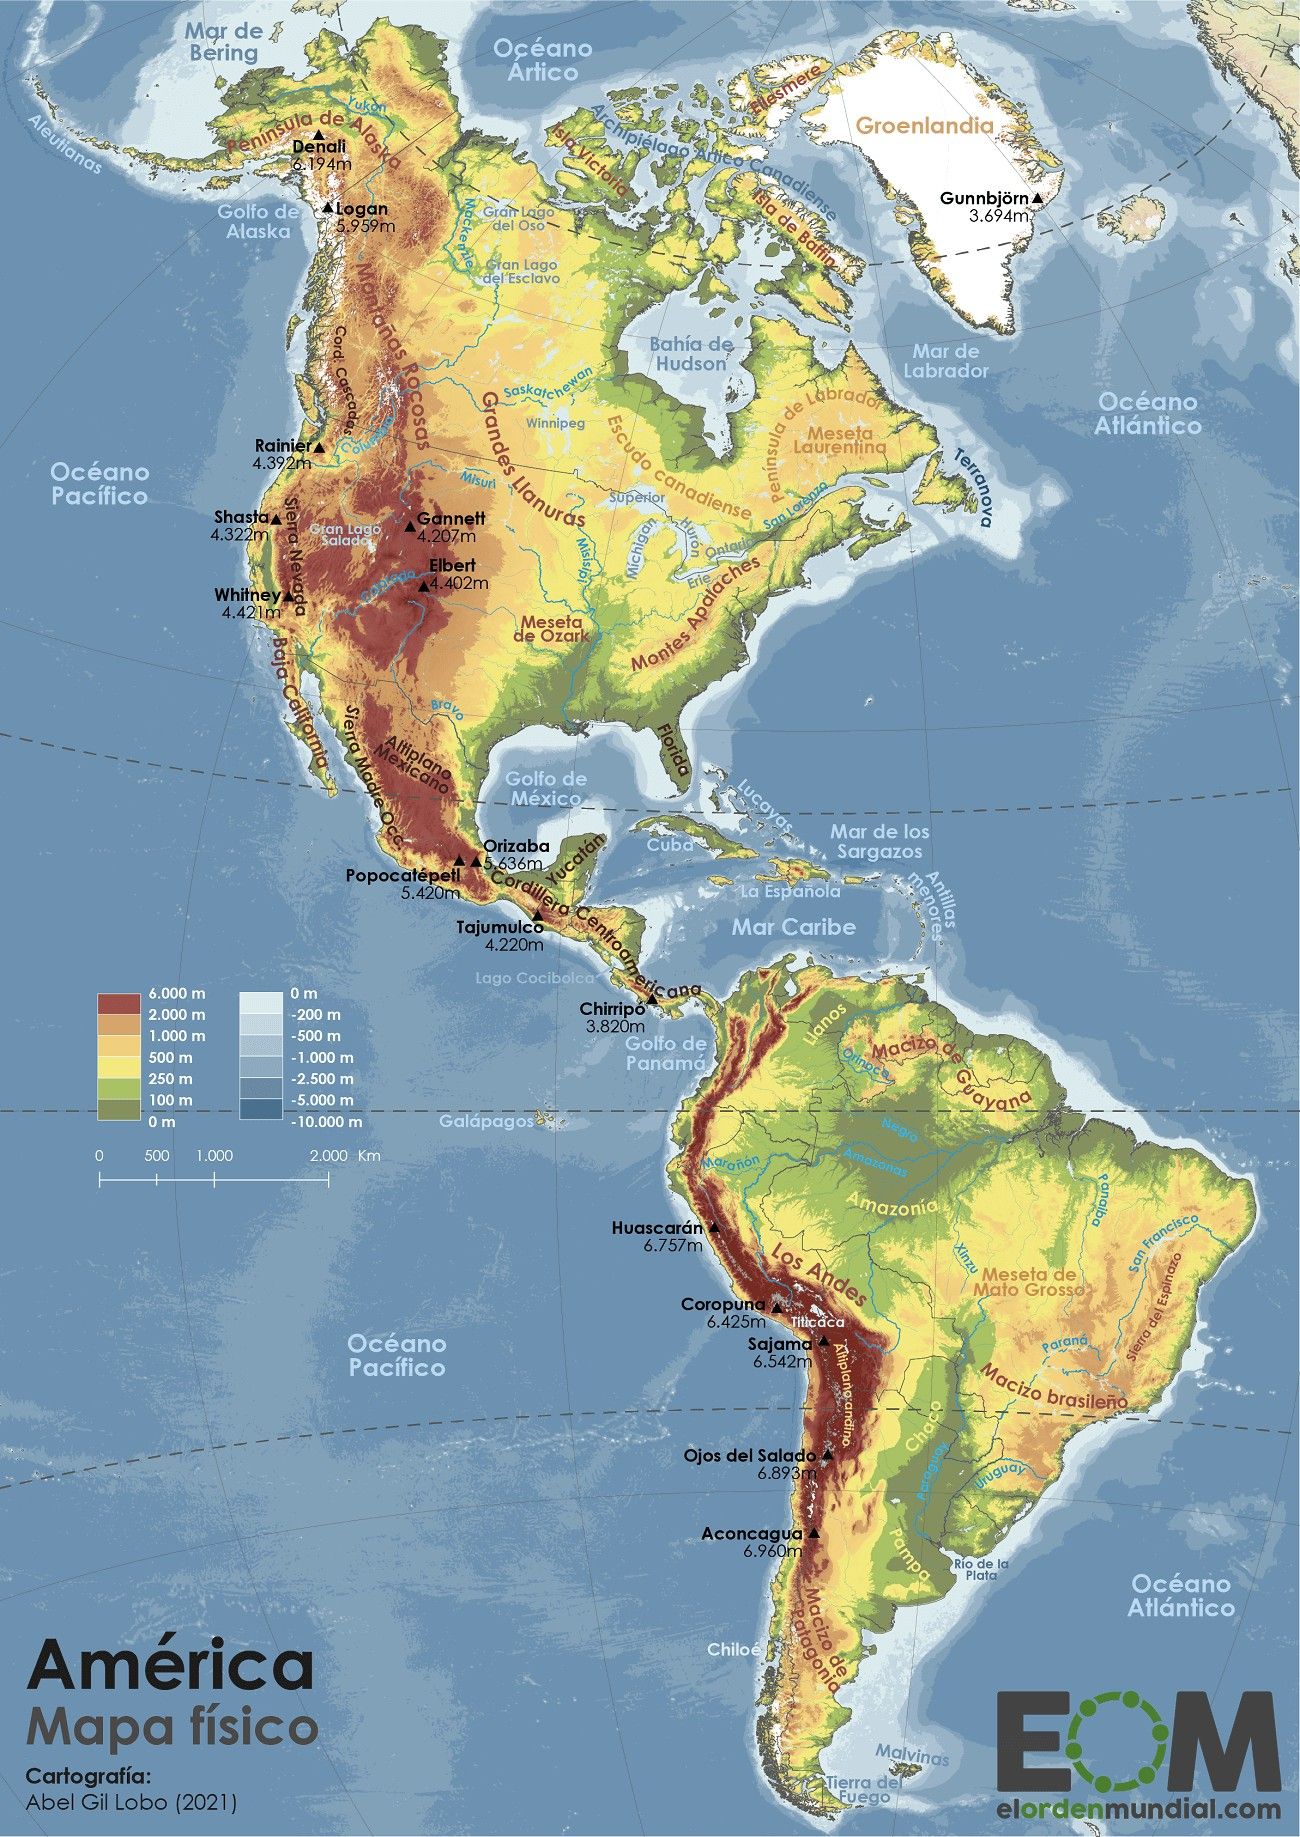 Mar de
Bering
Océano
Ártico
Aleutianas
Yukón
Península de Alaska
Denali
6.194m
Golfo de
Alaska
Logan
5.959m
Mackenzie
Gran Lago
del Oso
Gran Lago
del Esclavo
Isla Victoria
Archipiélago Ártico Canadiense
Ellesmere
Isla de Baffin
Groenlandia
Gunnbjörn
3.694m
Montañas Rocosas
Cord. Cascadas
Bahía de
Hudson
Mar de
Labrador
Océano
Atlántico
Saskatchewan
Winnipeg
Grandes Llanuras
Escudo canadiense
Península de Labrador
Meseta
Laurentina
Terranova
San Lorenzo
Océano
Pacífico
Rainier
4.392m
Columbia
Misuri
Superior
Michigan
Hurón
Ontario
Erie
Shasta
4.322m
Sierra Nevada
Gran Lago
Salado
Gannett
4.207m
Misisipi
Elbert
4.402m
Colorado
Whitney
4.421m
Meseta
de Ozark
Montes Apalaches
Baja California
Bravo
Sierra Madre Occ.
Altiplano
Mexicano
Florida
Golfo de
México
Lucayas
Cuba
Mar de los
Sargazos
Orizaba
5.636m
Popocatépetl
5.420m
Yucatán
Cordillera Centroamericana
La Española
Antillas
menores
Tajumulco
4.220m
Mar Caribe
Lago Cocibolca
Chirripó
3.820m
Golfo de
Panamá
6.000 m
2.000 m
1.000 m
500 m
250 m
100 m
0 m
0 m
-200 m
-500 m
-1.000 m
-2.500 m
-5.000 m
-10.000 m
0 500 1.000 2.000 Km
Llanos
Orinoco
Macizo de
Guayana
Galápagos
Negro
Marañón
Amazonas
Amazonía
Ranaiba
San Francisco
Huascarán
6.757m
Los Andes
Xinzu
Meseta de
Mato Grosso
Sierra del Espinazo
Coropuna
6.425m
Titicaca
Sajama
6.542m
Altiplano andino
Paraná
Macizo brasileño
Océano
Pacífico
Chaco
Paraguay
Ojos del Salado
6.893m
Uruguay
Aconcagua
6.960m
Pampa
Río de la
Plata
Océano
Atlántico
Macizo de
Patagonia
Chiloé
Malvinas
Tierra del
Fuego
América
Mapa físico
Cartografía:
Abel Gil Lobo (2021)
EOM
elordenmundial.com